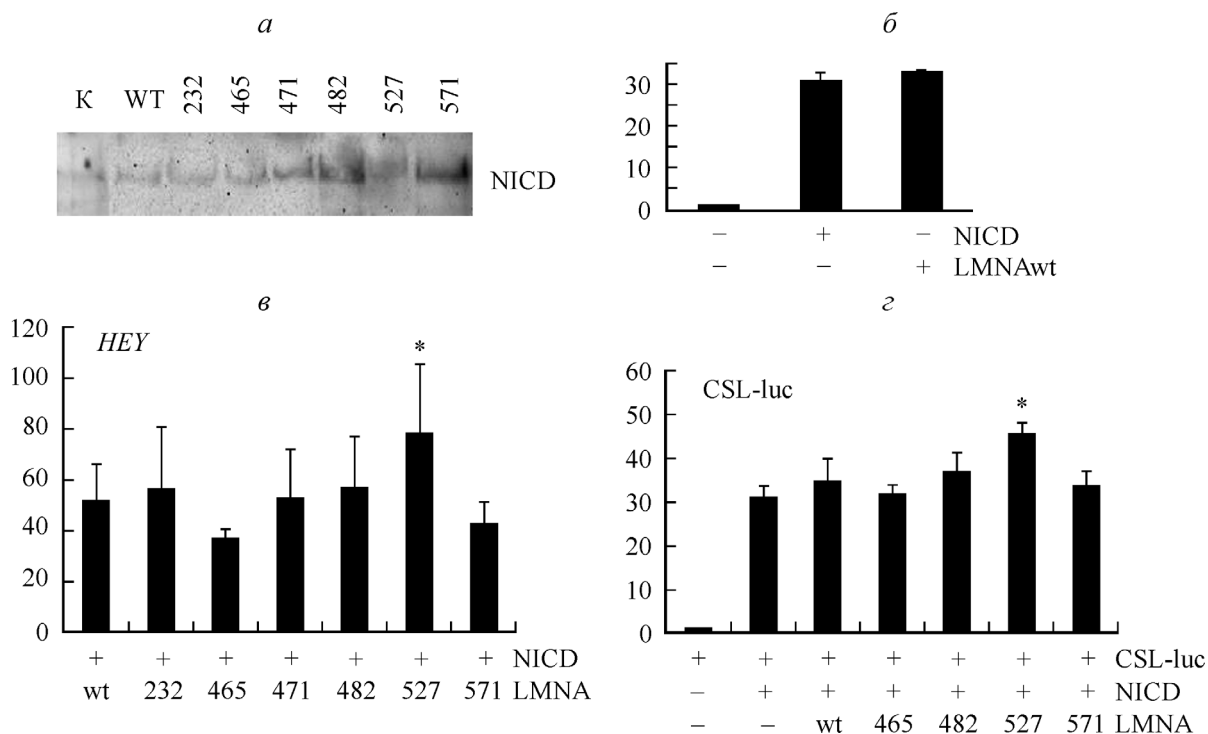 а
К WT 232 465 471 482 527 571
NICD
б
30
20
10
0
– + – NICD
– – + LMNAwt
в
HEY
120
100
80
60
40
20
0
*
+ + + + + + + NICD
wt 232 465 471 482 527 571 LMNA
г
CSL-luc
60
50
40
30
20
10
0
*
+ + + + + + + CSL-luc
– + + + + + + NICD
– – wt 465 482 527 571 LMNA